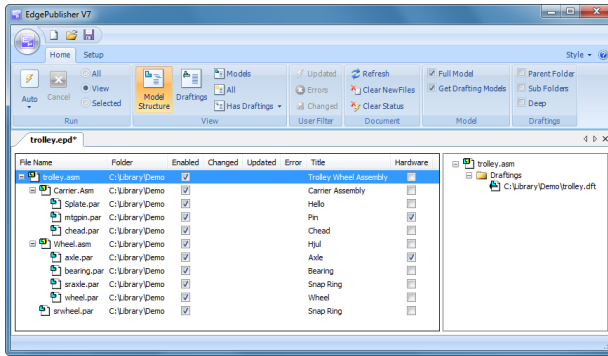 EdgePublisher V7
Home Setup Style
Auto Cancel All View Selected
Run
Model Structure Draftings Models All Has Draftings
View
Updated Errors Changed
User Filter
Refresh Clear NewFiles Clear Status
Document
Full Model Get Drafting Models
Model
Parent Folder Sub Folders Deep
Draftings
trolley.epd*
File Name Folder Enabled Changed Updated Error Title Hardware
trolley.asm C:\Library\Demo Trolley Wheel Assembly
Carrier.Asm C:\Library\Demo Carrier Assembly
Splate.par C:\Library\Demo Hello
mtgpin.par C:\Library\Demo Pin
chead.par C:\Library\Demo Chead
Wheel.asm C:\Library\Demo Hjul
axle.par C:\Library\Demo Axle
bearing.par C:\Library\Demo Bearing
sraxle.par C:\Library\Demo Snap Ring
wheel.par C:\Library\Demo Wheel
srwheel.par C:\Library\Demo Snap Ring
trolley.asm
Draftings
C:\Library\Demo\trolley.dft